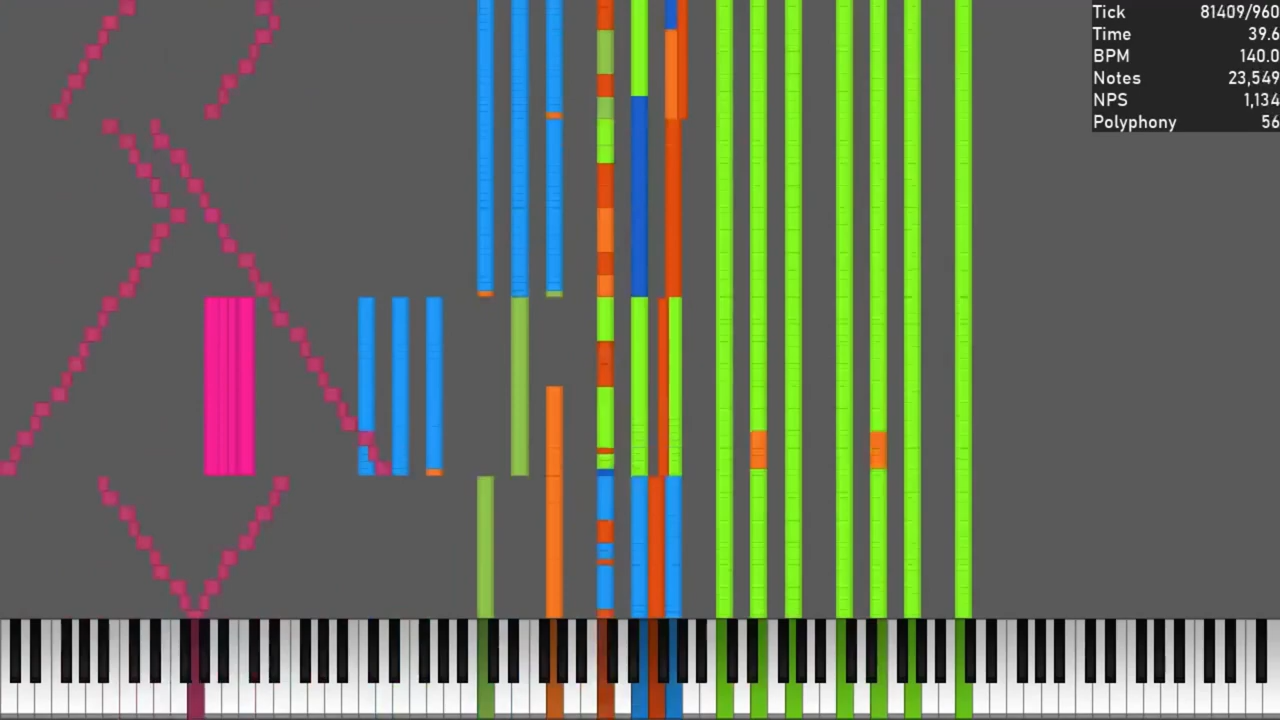 Tick 81409/960
Time 39.6
BPM 140.0
Notes 23,549
NPS 1,134
Polyphony 56